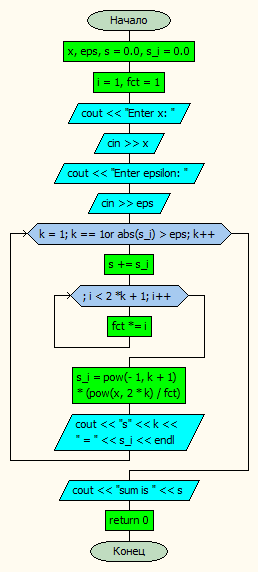 Начало
x, eps, s = 0.0, s_i = 0.0
i = 1, fct = 1
cout << "Enter x: "
cin >> x
cout << "Enter epsilon: "
cin >> eps
k = 1; k == 1or abs(s_i) > eps; k++
s += s_i
; i < 2 *k + 1; i++
fct *= i
s_i = pow(- 1, k + 1)
* (pow(x, 2 * k) / fct)
cout << "s" << k <<
" = " << s_i << endl
cout << "sum is " << s
return 0
Конец